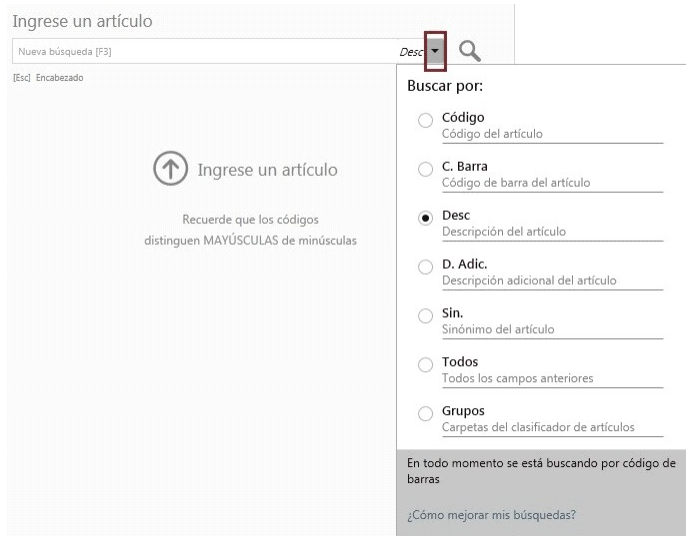 Ingrese un artículo
Nueva búsqueda [F3]
Desc
[Esc] Encabezado
Ingrese un artículo
Recuerde que los códigos
distinguen MAYÚSCULAS de minúsculas
Buscar por:
Código
Código del artículo
C. Barra
Código de barra del artículo
Desc
Descripción del artículo
D. Adic.
Descripción adicional del artículo
Sin.
Sinónimo del artículo
Todos
Todos los campos anteriores
Grupos
Carpetas del clasificador de artículos
En todo momento se está buscando por código de
barras
¿Cómo mejorar mis búsquedas?